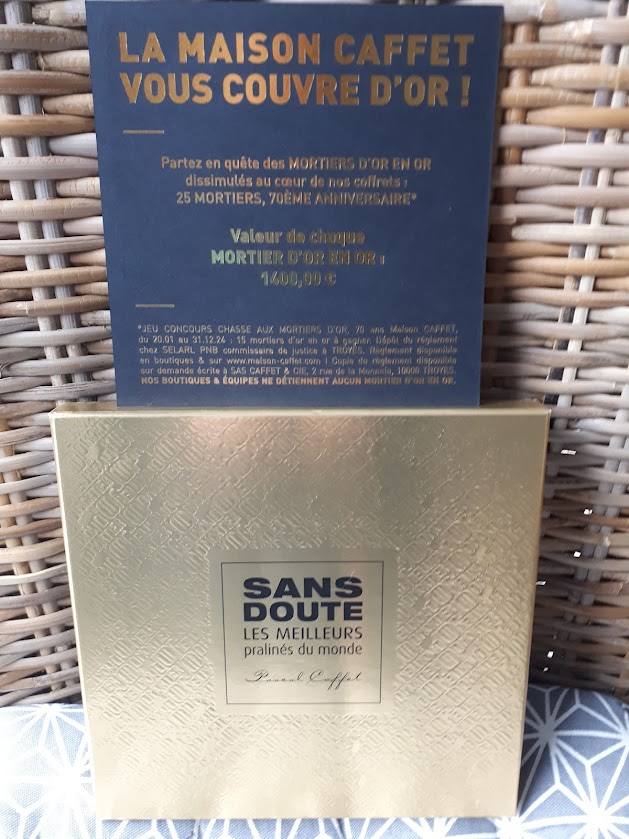 LA MAISON CAFFET
VOUS COUVRE D'OR !
Partez en quête des MORTIERS D'OR EN OR
dissimulés au cœur de nos coffrets :
25 MORTIERS, 70ÈME ANNIVERSAIRE*
Valeur de chaque
MORTIER D'OR EN OR :
1400,00 €
*JEU CONCOURS CHASSE AUX MORTIERS D'OR, 70 ans Maison CAFFET,
du 20.01 au 31.12.24 : 15 mortiers d'or en or à gagner. Dépôt du règlement
chez SELARL PNB commissaire de justice à TROYES. Règlement disponible
en boutiques & sur www.maison-caffet.com | Copie du règlement disponible
sur demande écrite à SAS CAFFET & CIE, 2 rue de la Monnaie, 10000 TROYES.
NOS BOUTIQUES & ÉQUIPES NE DÉTIENNENT AUCUN MORTIER D'OR EN OR.
SANS
DOUTE
LES MEILLEURS
pralinés du monde
Pascal Caffet